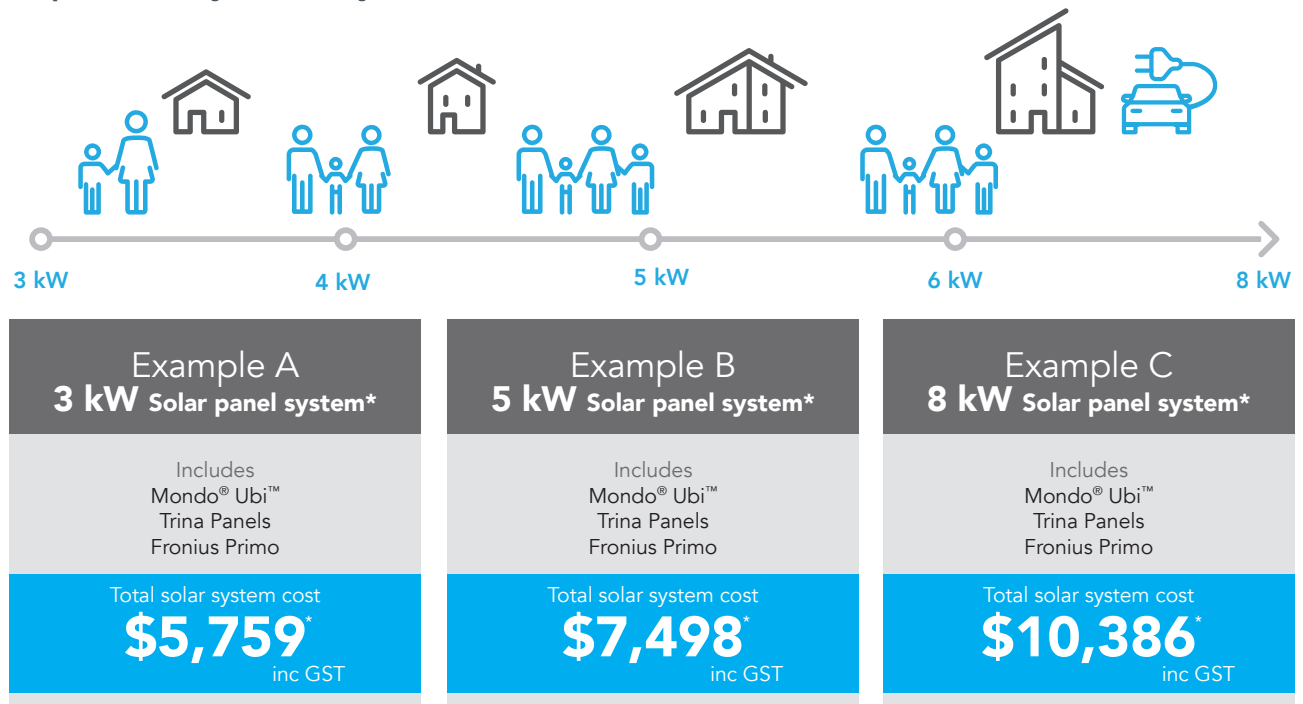 3 kW
4 kW
5 kW
6 kW
8 kW
Example A
3 kW Solar panel system*
Includes
Mondo® Ubi™
Trina Panels
Fronius Primo
Total solar system cost
$5,759*
inc GST
Example B
5 kW Solar panel system*
Includes
Mondo® Ubi™
Trina Panels
Fronius Primo
Total solar system cost
$7,498*
inc GST
Example C
8 kW Solar panel system*
Includes
Mondo® Ubi™
Trina Panels
Fronius Primo
Total solar system cost
$10,386*
inc GST